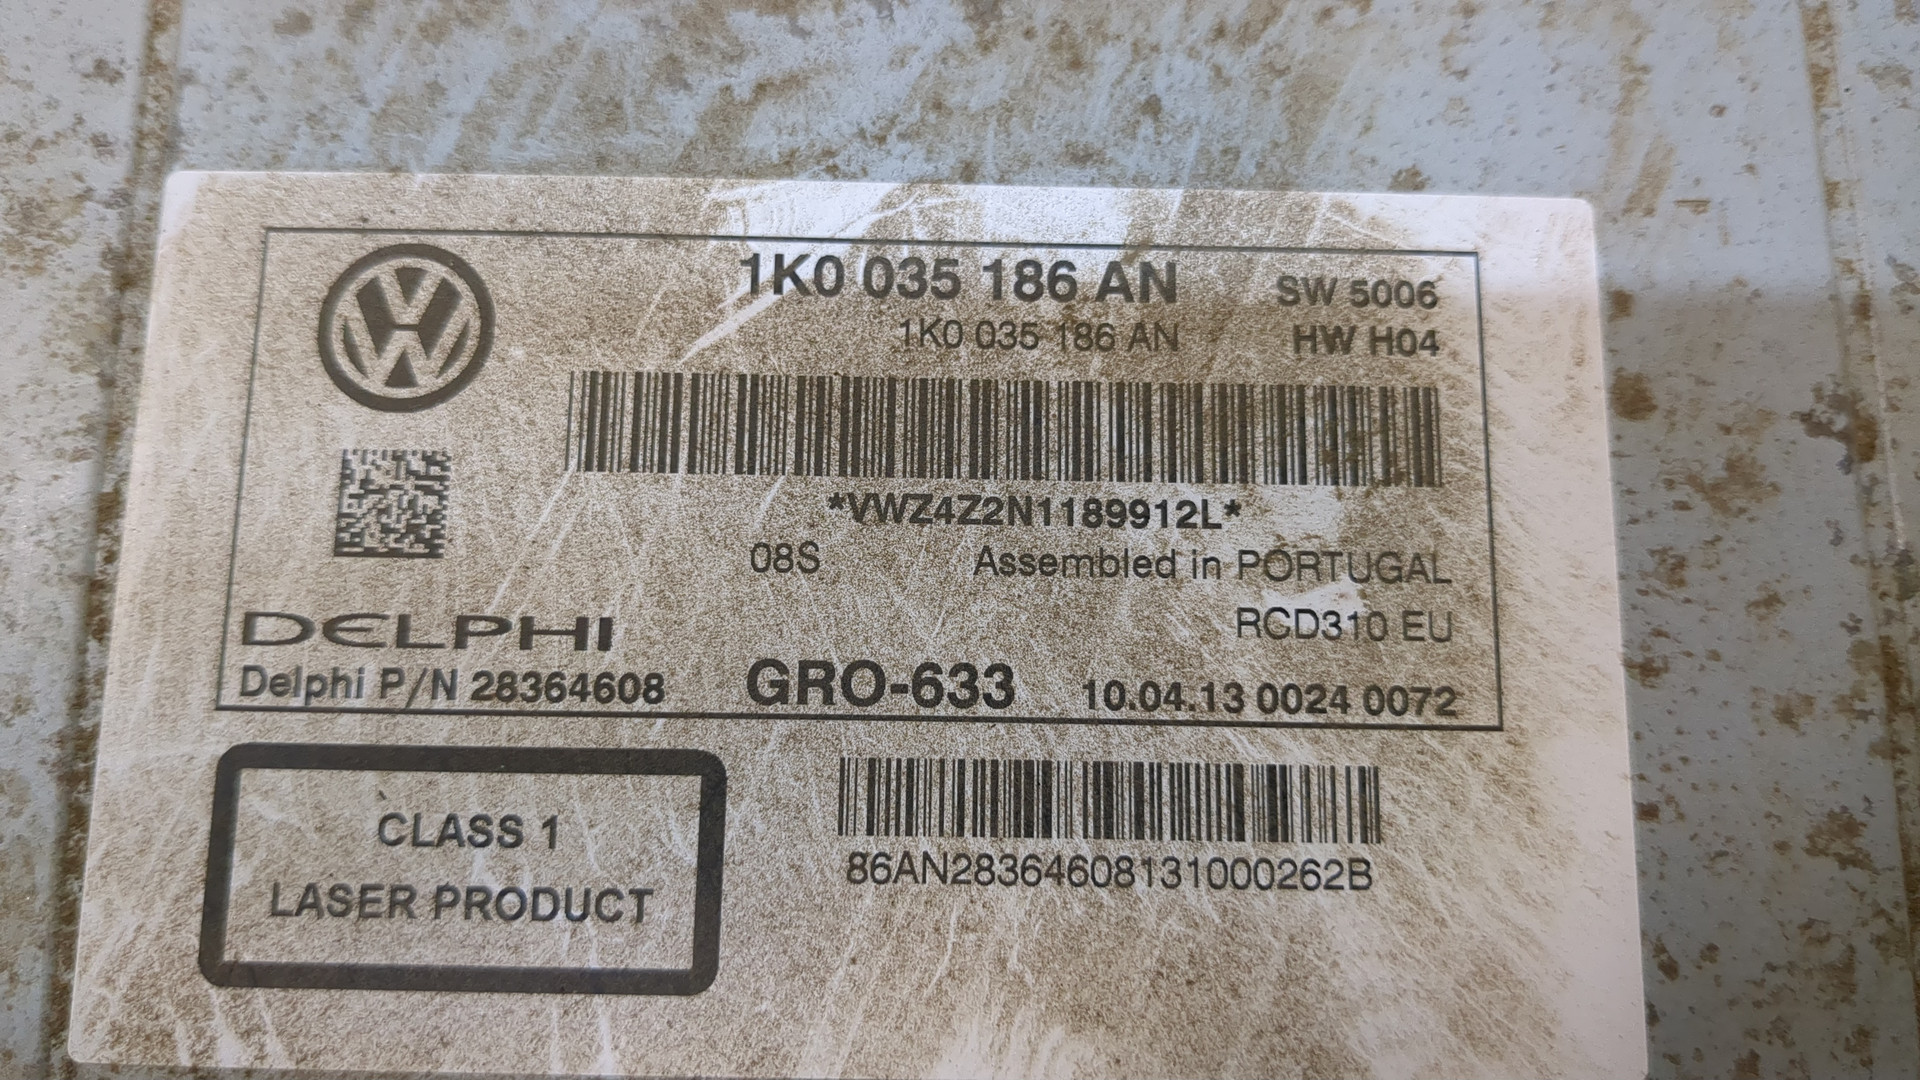 1K0 035 186 AN SW 5006
1K0 035 186 AN HW H04
*VWZ4Z2N1189912L*
08S Assembled in PORTUGAL
RCD310 EU
DELPHI
Delphi P/N 28364608 GRO-633 10.04.13 0024 0072
CLASS 1
LASER PRODUCT
86AN28364608131000262B